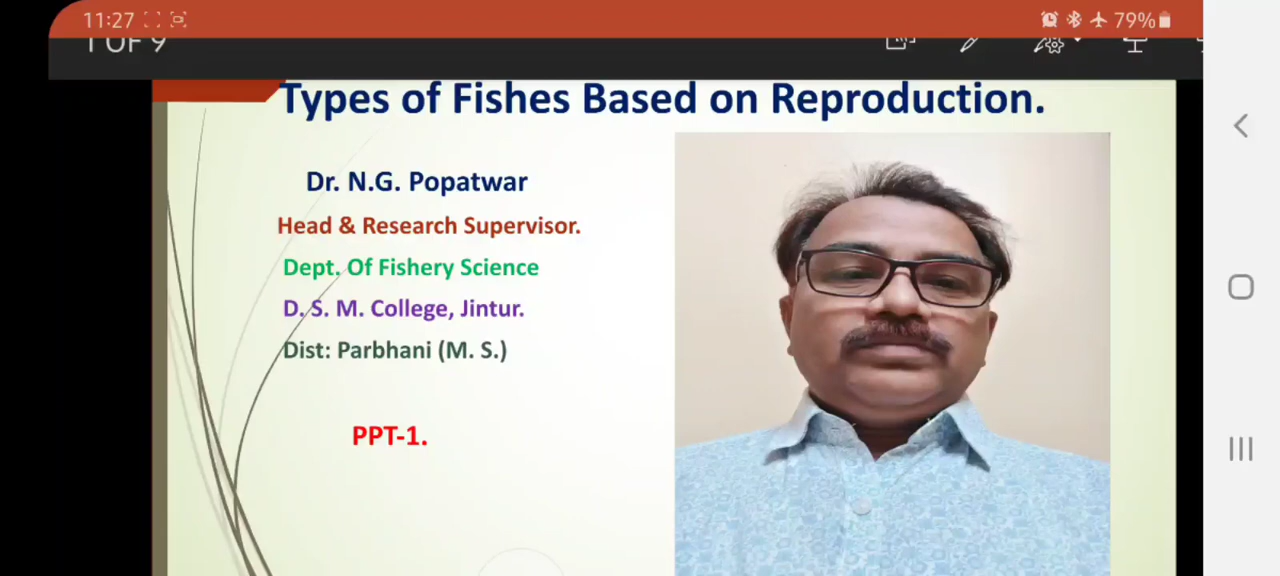 11:27
79%
1 OF 9
Types of Fishes Based on Reproduction.
Dr. N.G. Popatwar
Head & Research Supervisor.
Dept. Of Fishery Science
D. S. M. College, Jintur.
Dist: Parbhani (M. S.)
PPT-1.